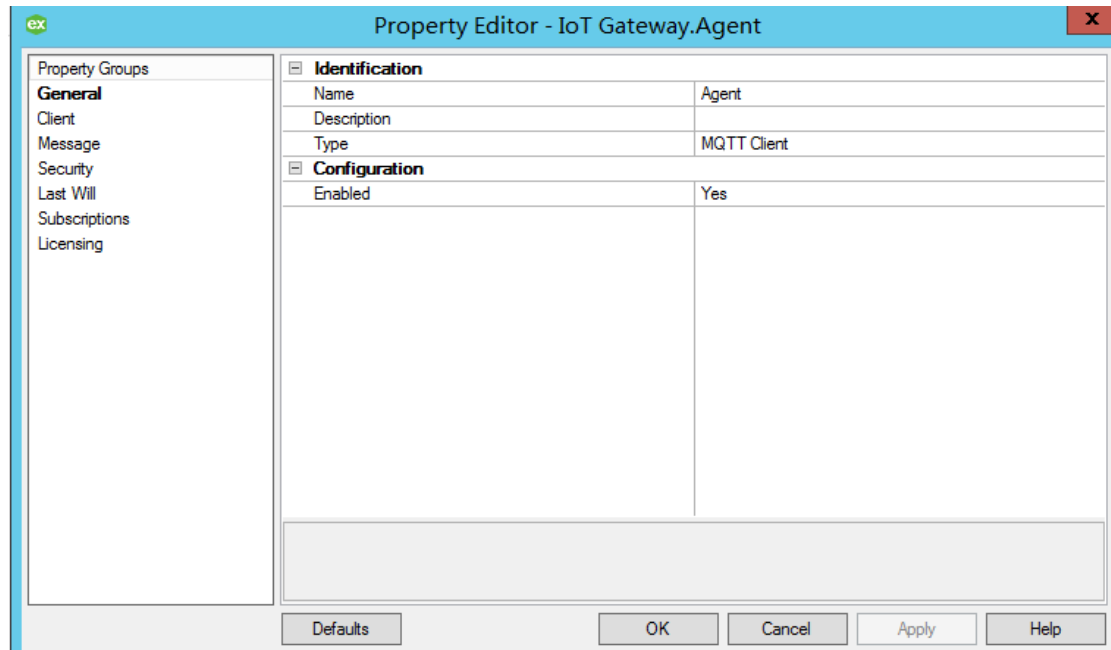 ex
Property Editor - IoT Gateway.Agent
x
Property Groups
General
Client
Message
Security
Last Will
Subscriptions
Licensing
Identification
Name Agent
Description
Type MQTT Client
Configuration
Enabled Yes
Defaults OK Cancel Apply Help